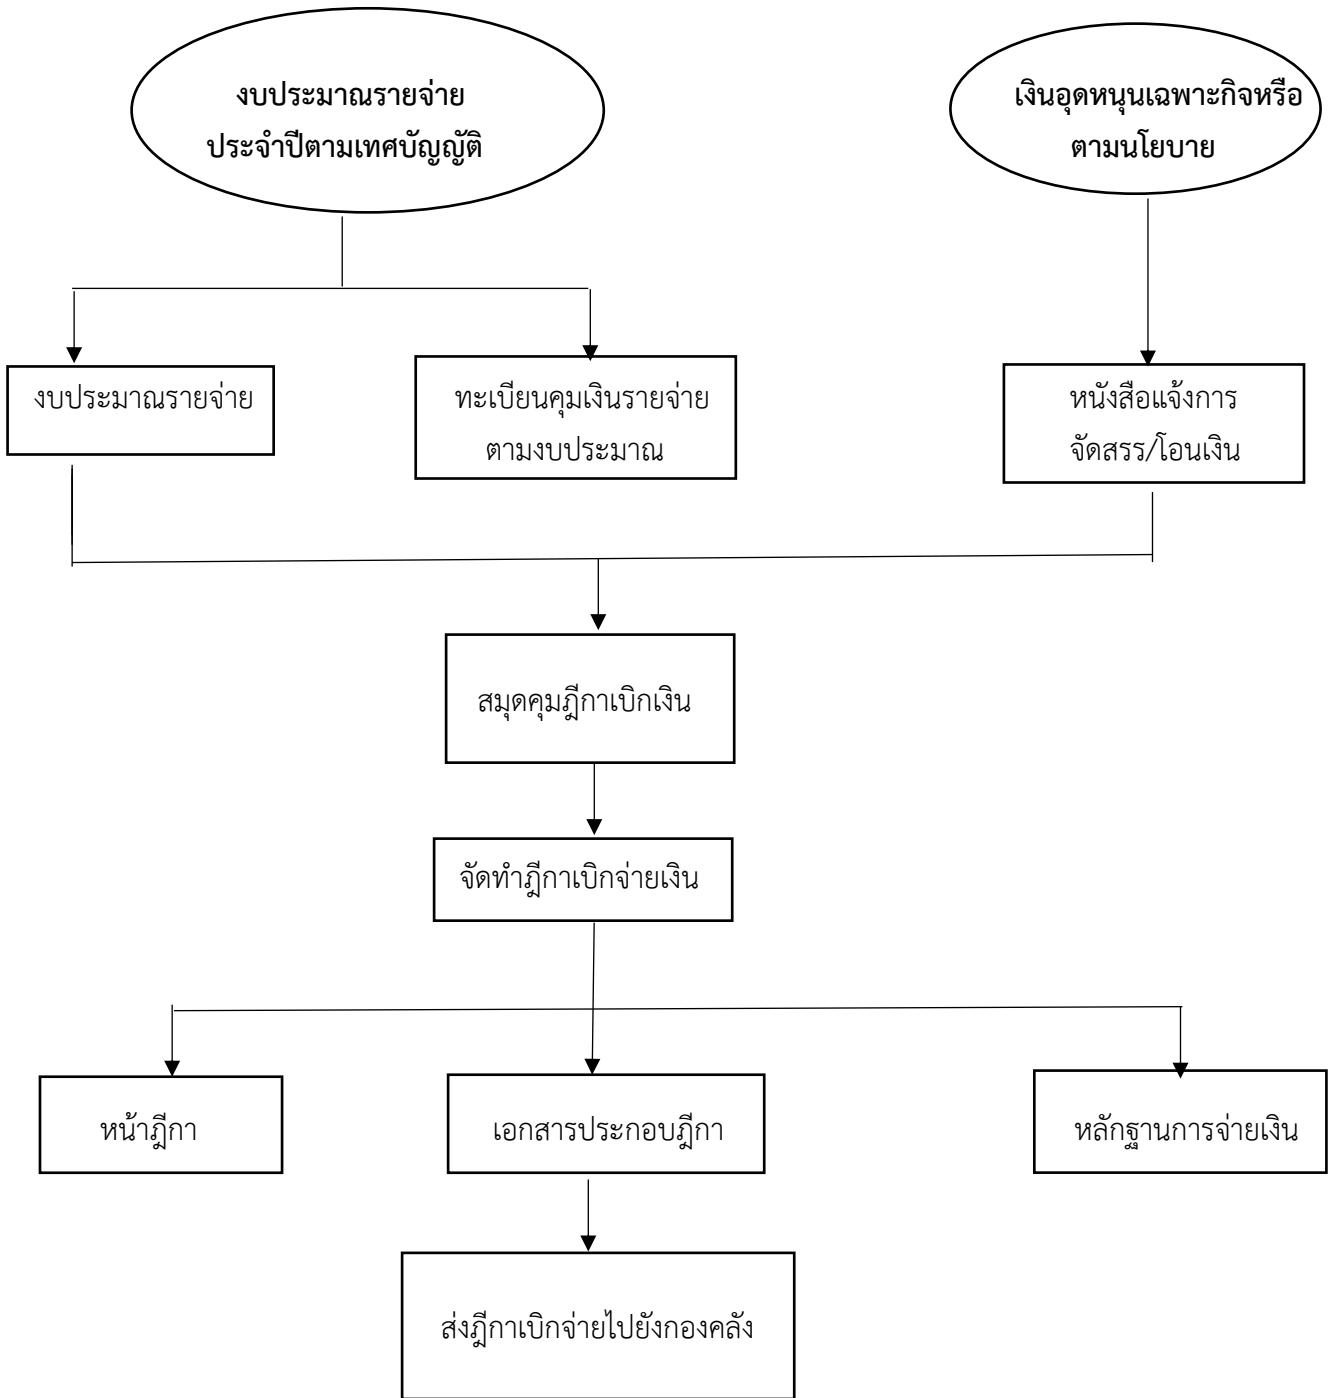 งบประมาณรายจ่าย
ประจำปีตามเทศบัญญัติ
เงินอุดหนุนเฉพาะกิจหรือ
ตามนโยบาย
งบประมาณรายจ่าย
ทะเบียนคุมเงินรายจ่าย
ตามงบประมาณ
หนังสือแจ้งการ
จัดสรร/โอนเงิน
สมุดคุมฎีกาเบิกเงิน
จัดทำฎีกาเบิกจ่ายเงิน
หน้าฎีกา
เอกสารประกอบฎีกา
หลักฐานการจ่ายเงิน
ส่งฎีกาเบิกจ่ายไปยังกองคลัง